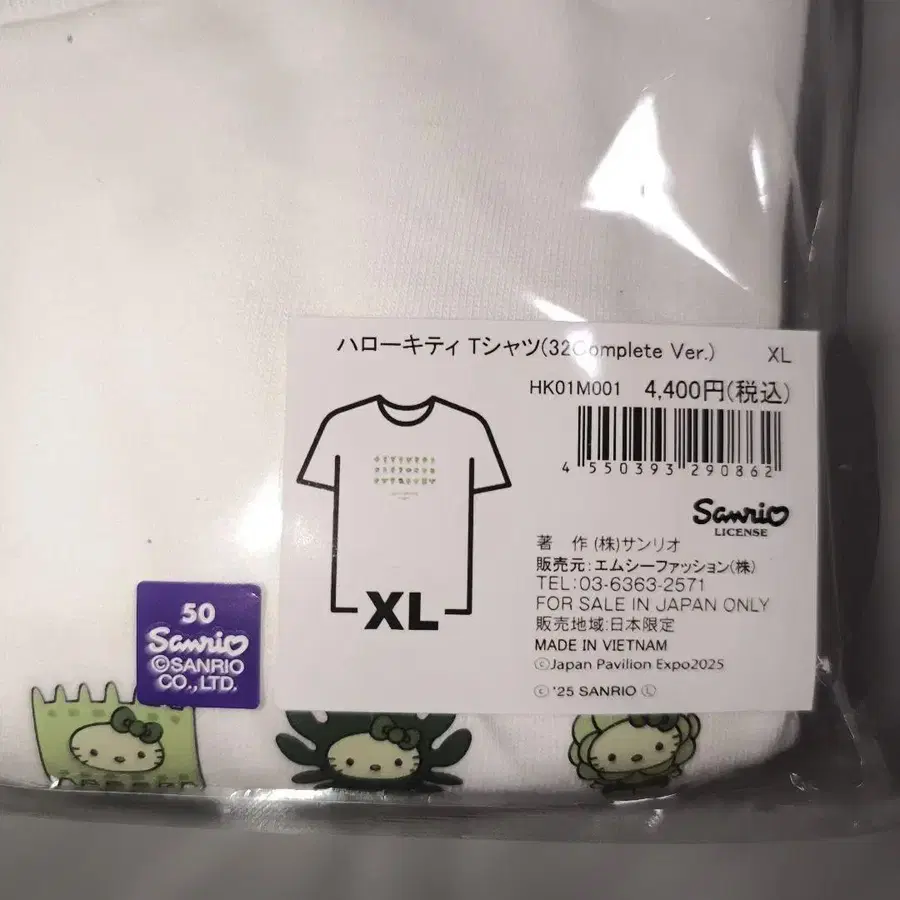 ハローキティ Tシャツ(32Complete Ver.) XL
HK01M001 4,400円(税込)
4 550393 290862
Sanrio
LICENSE
著 作 (株)サンリオ
販売元:エムシーファッション(株)
TEL:03-6363-2571
FOR SALE IN JAPAN ONLY
販売地域:日本限定
MADE IN VIETNAM
©Japan Pavilion Expo2025
© '25 SANRIO Ⓛ
XL
50
Sanrio
©SANRIO
CO.,LTD.